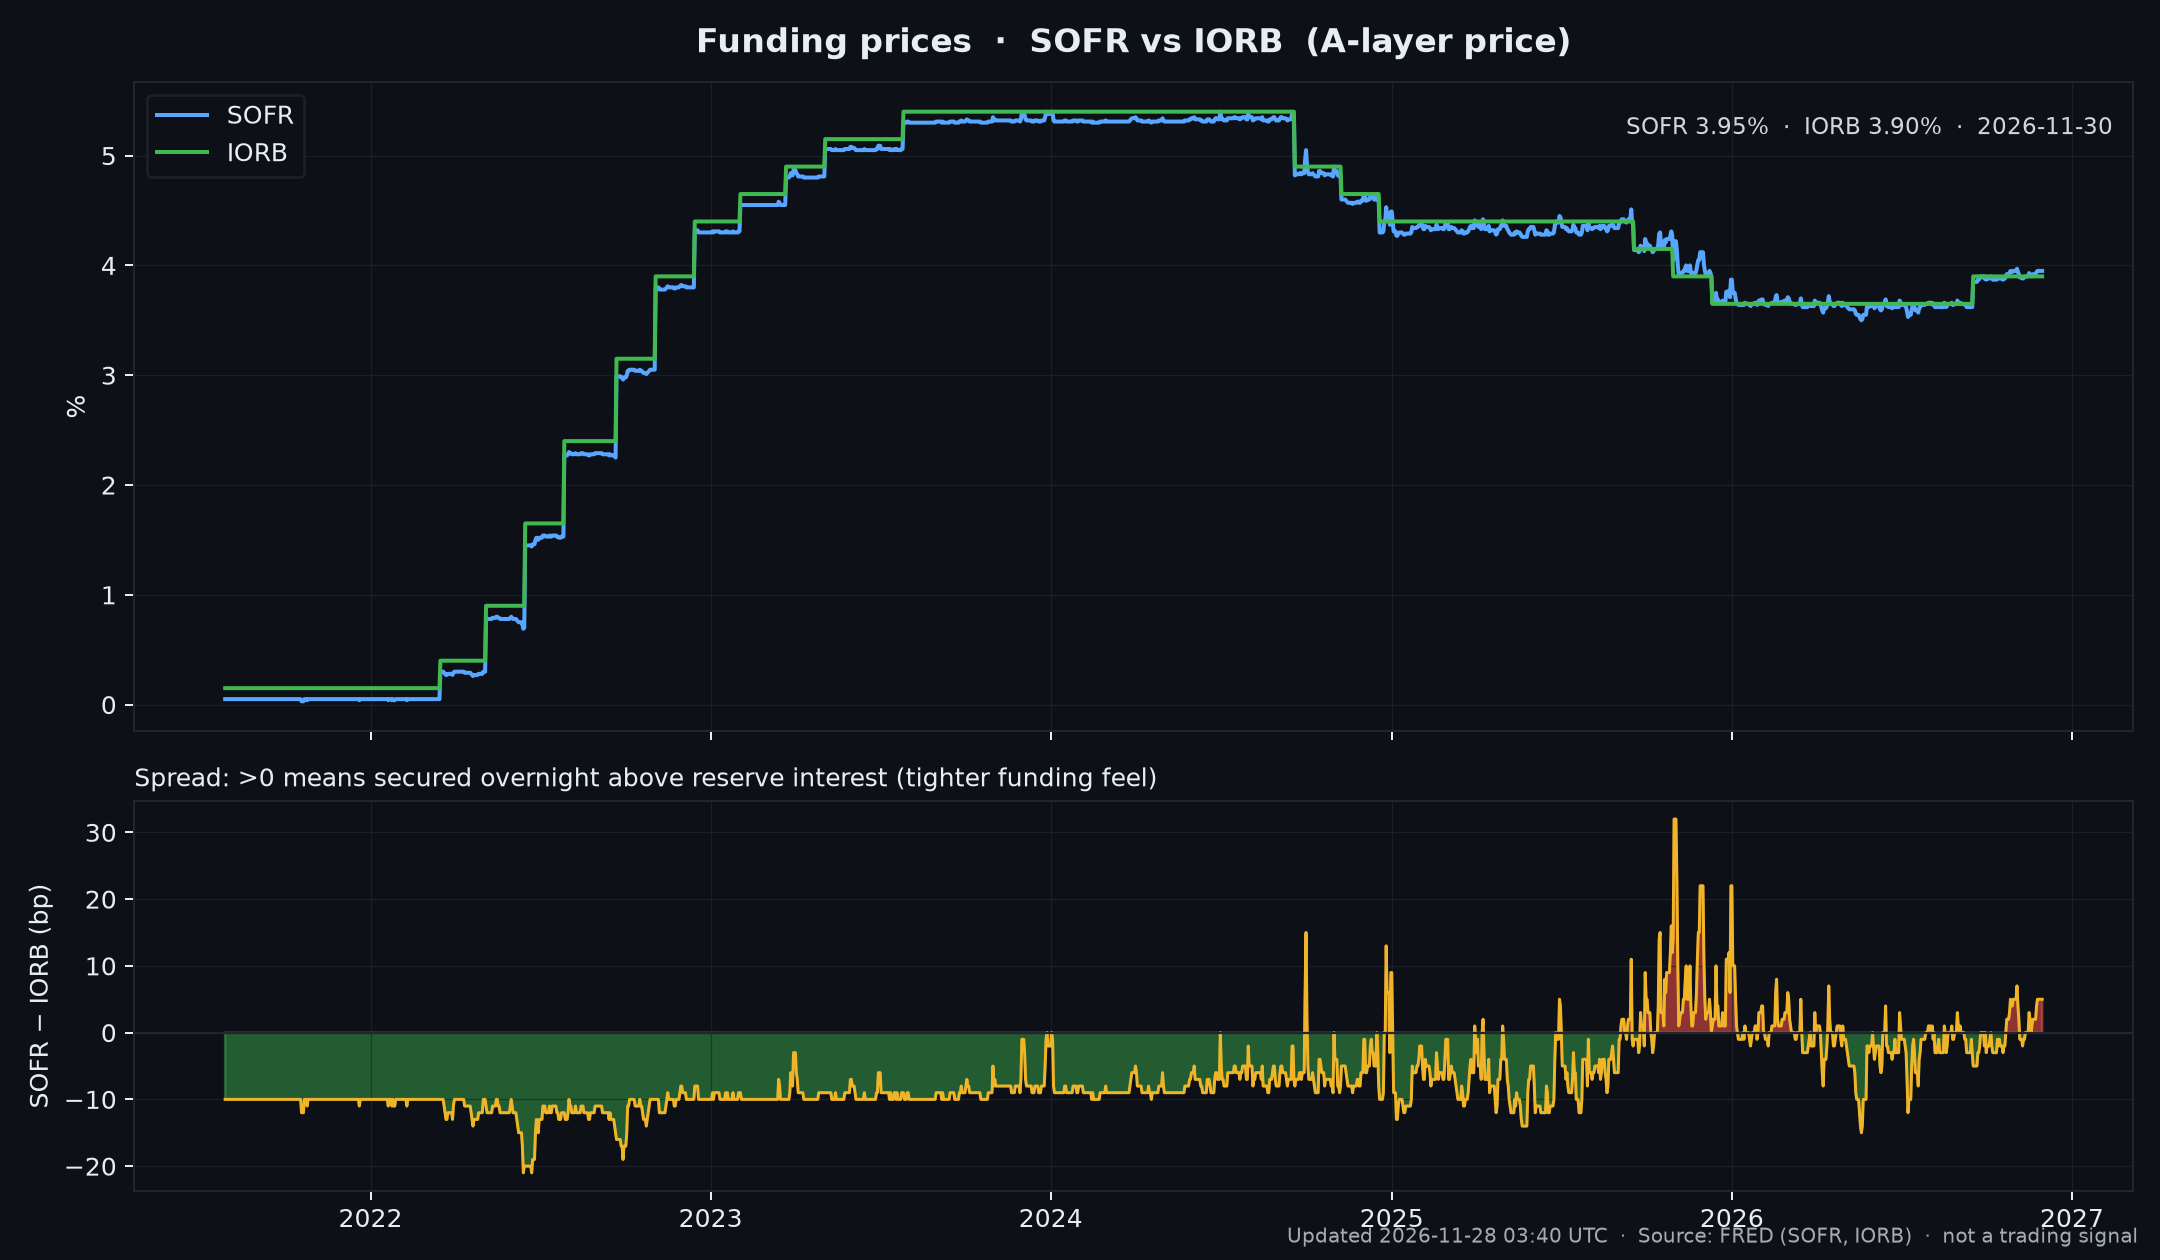 Funding prices · SOFR vs IORB (A-layer price)
SOFR
IORB
SOFR 3.95% · IORB 3.90% · 2026-11-30
5
4
3
2
1
0
%
Spread: >0 means secured overnight above reserve interest (tighter funding feel)
30
20
10
0
−10
−20
SOFR − IORB (bp)
2022
2023
2024
2025
2026
2027
Updated 2026-11-28 03:40 UTC · Source: FRED (SOFR, IORB) · not a trading signal